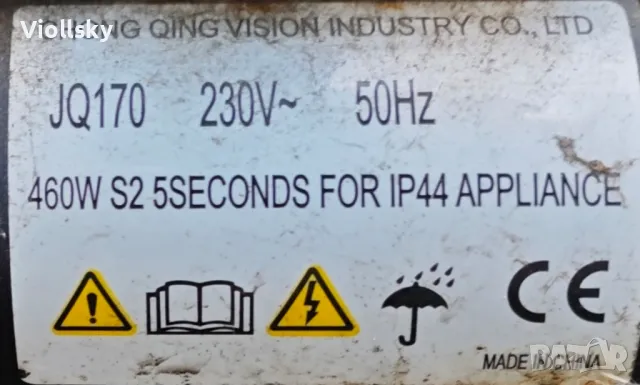 Viollsky
QING VISION INDUSTRY CO., LTD
JQ170 230V~ 50Hz
460W S2 5SECONDS FOR IP44 APPLIANCE
CE
MADE IN CHINA
BAZAR